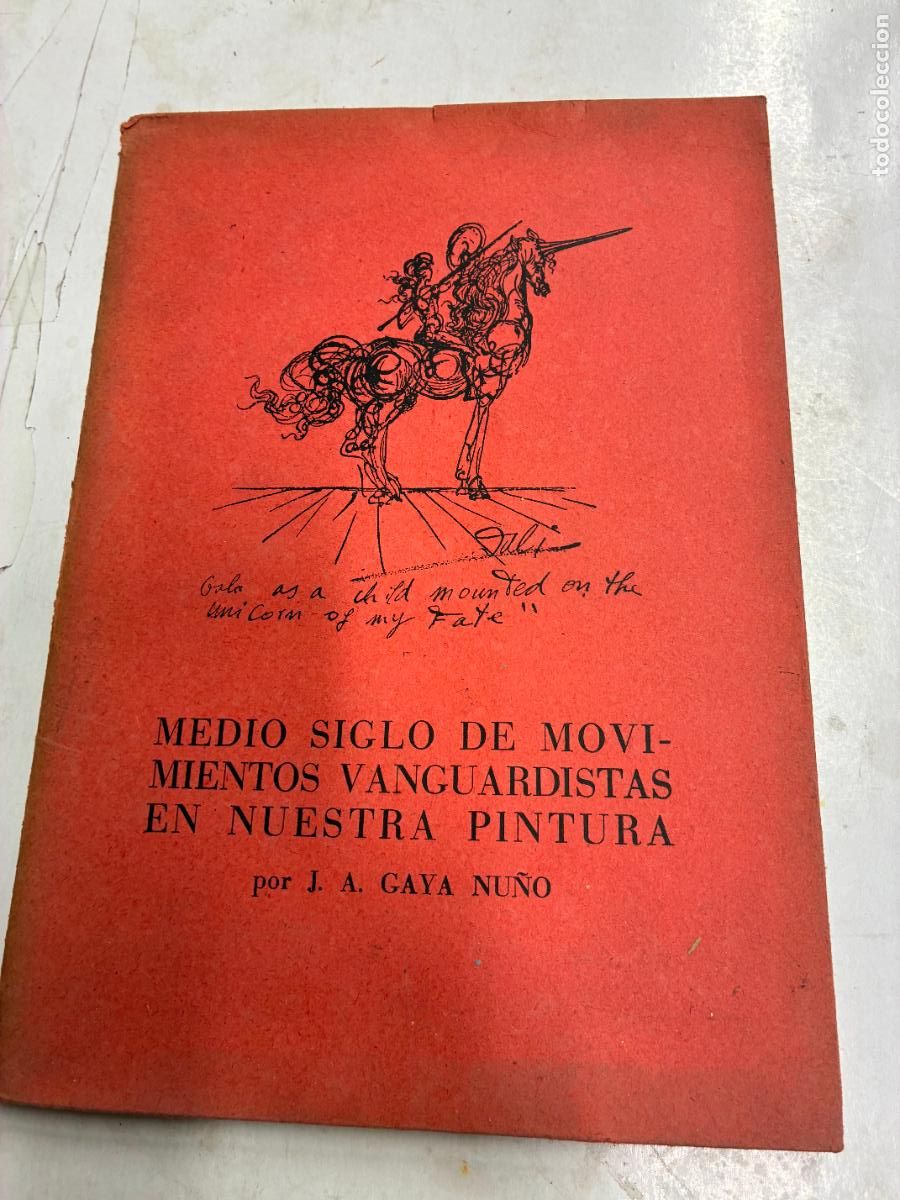 todocoleccion
Dalí
Gala as a child mounted on the
unicorn of my Fate"
MEDIO SIGLO DE MOVI-
MIENTOS VANGUARDISTAS
EN NUESTRA PINTURA
por J. A. GAYA NUÑO